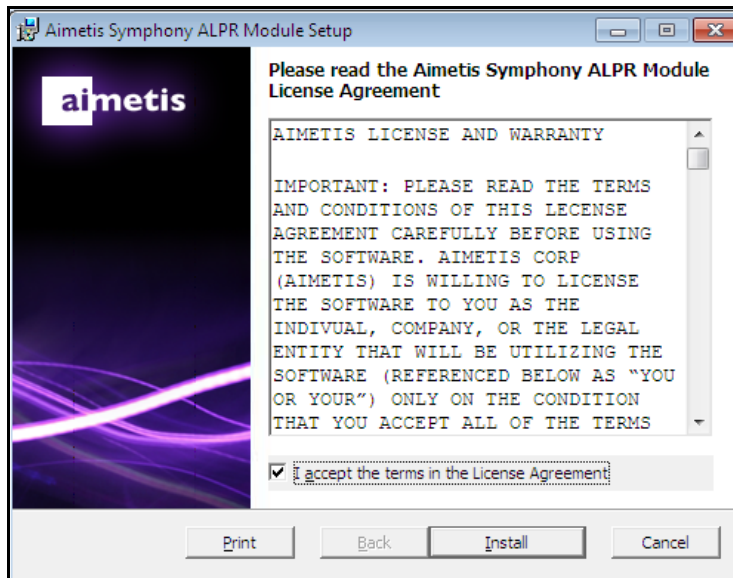 Aimetis Symphony ALPR Module Setup
aimetis
Please read the Aimetis Symphony ALPR Module
License Agreement
AIMETIS LICENSE AND WARRANTY
IMPORTANT: PLEASE READ THE TERMS
AND CONDITIONS OF THIS LECENSE
AGREEMENT CAREFULLY BEFORE USING
THE SOFTWARE. AIMETIS CORP
(AIMETIS) IS WILLING TO LICENSE
THE SOFTWARE TO YOU AS THE
INDIVUAL, COMPANY, OR THE LEGAL
ENTITY THAT WILL BE UTILIZING THE
SOFTWARE (REFERENCED BELOW AS “YOU
OR YOUR”) ONLY ON THE CONDITION
THAT YOU ACCEPT ALL OF THE TERMS
I accept the terms in the License Agreement
Print
Back
Install
Cancel